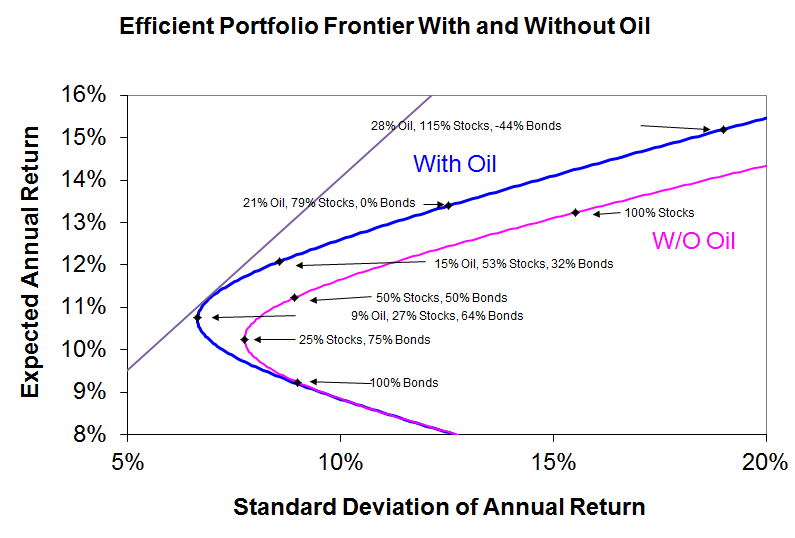 Efficient Portfolio Frontier With and Without Oil
16%
15%
14%
13%
12%
11%
10%
9%
8%
Expected Annual Return
28% Oil, 115% Stocks, -44% Bonds
With Oil
21% Oil, 79% Stocks, 0% Bonds
100% Stocks
W/O Oil
15% Oil, 53% Stocks, 32% Bonds
50% Stocks, 50% Bonds
9% Oil, 27% Stocks, 64% Bonds
25% Stocks, 75% Bonds
100% Bonds
5%
10%
15%
20%
Standard Deviation of Annual Return